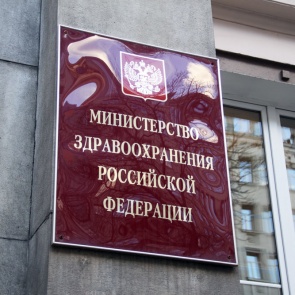 МИНИСТЕРСТВО
ЗДРАВООХРАНЕНИЯ
РОССИЙСКОЙ
ФЕДЕРАЦИИ